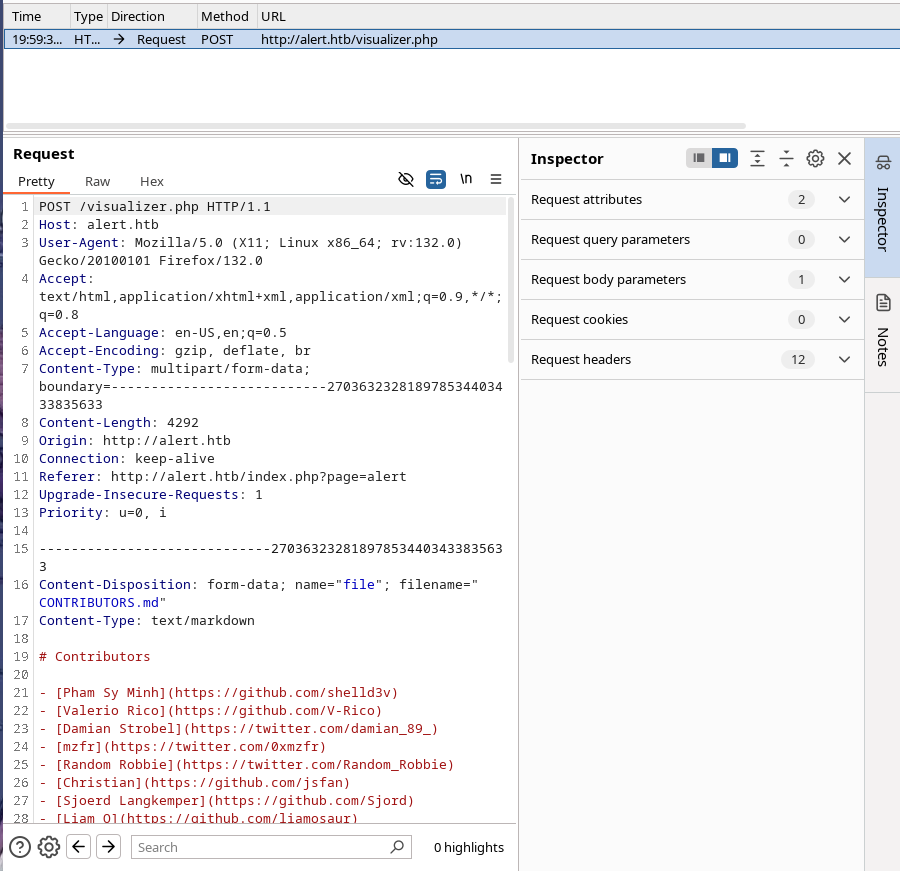 Time Type Direction Method URL
19:59:3... HT... → Request POST http://alert.htb/visualizer.php
Request
Pretty Raw Hex \n
1 POST /visualizer.php HTTP/1.1
2 Host: alert.htb
3 User-Agent: Mozilla/5.0 (X11; Linux x86_64; rv:132.0)
Gecko/20100101 Firefox/132.0
4 Accept:
text/html,application/xhtml+xml,application/xml;q=0.9,*/*;
q=0.8
5 Accept-Language: en-US,en;q=0.5
6 Accept-Encoding: gzip, deflate, br
7 Content-Type: multipart/form-data;
boundary=---------------------------2703632328189785344034
33835633
8 Content-Length: 4292
9 Origin: http://alert.htb
10 Connection: keep-alive
11 Referer: http://alert.htb/index.php?page=alert
12 Upgrade-Insecure-Requests: 1
13 Priority: u=0, i
14
15 -----------------------------27036323281897853440343383563
3
16 Content-Disposition: form-data; name="file"; filename="
CONTRIBUTORS.md"
17 Content-Type: text/markdown
18
19 # Contributors
20
21 - [Pham Sy Minh](https://github.com/shelld3v)
22 - [Valerio Rico](https://github.com/V-Rico)
23 - [Damian Strobel](https://twitter.com/damian_89_)
24 - [mzfr](https://twitter.com/0xmzfr)
25 - [Random Robbie](https://twitter.com/Random_Robbie)
26 - [Christian](https://github.com/jsfan)
27 - [Sjoerd Langkemper](https://github.com/Sjord)
28 - [Liam O](https://github.com/liamosaur)
Search 0 highlights
Inspector
Request attributes 2
Request query parameters 0
Request body parameters 1
Request cookies 0
Request headers 12
Inspector
Notes